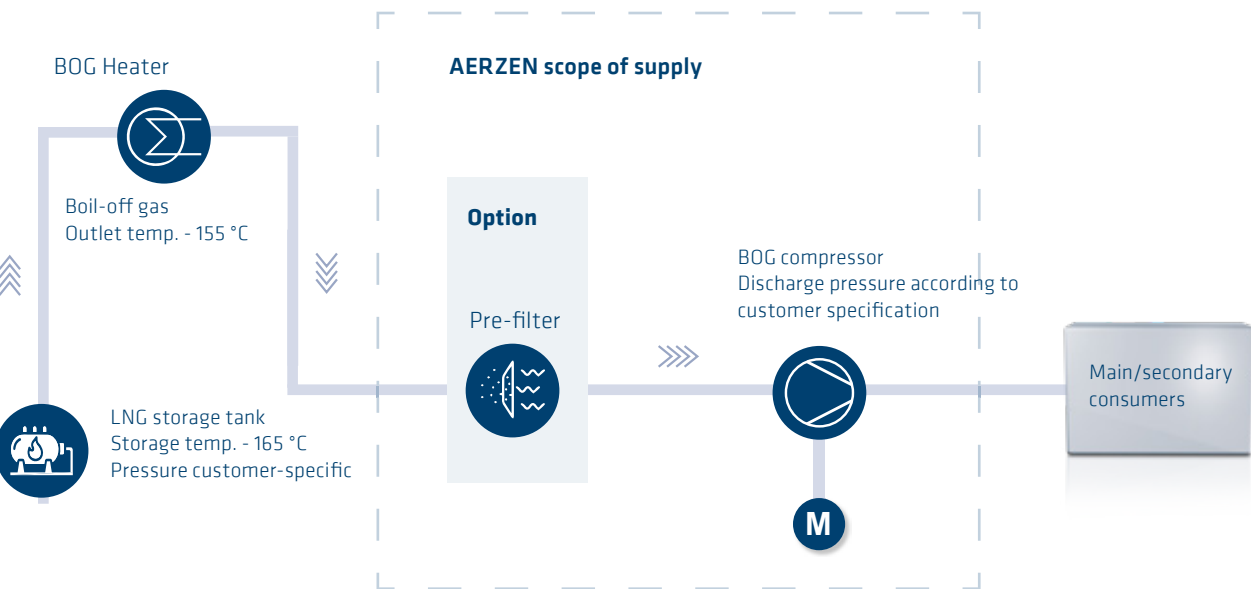 BOG Heater
AERZEN scope of supply
Boil-off gas
Outlet temp. - 155 °C
Option
BOG compressor
Discharge pressure according to
customer specification
Pre-filter
Main/secondary
consumers
LNG storage tank
Storage temp. - 165 °C
Pressure customer-specific
M